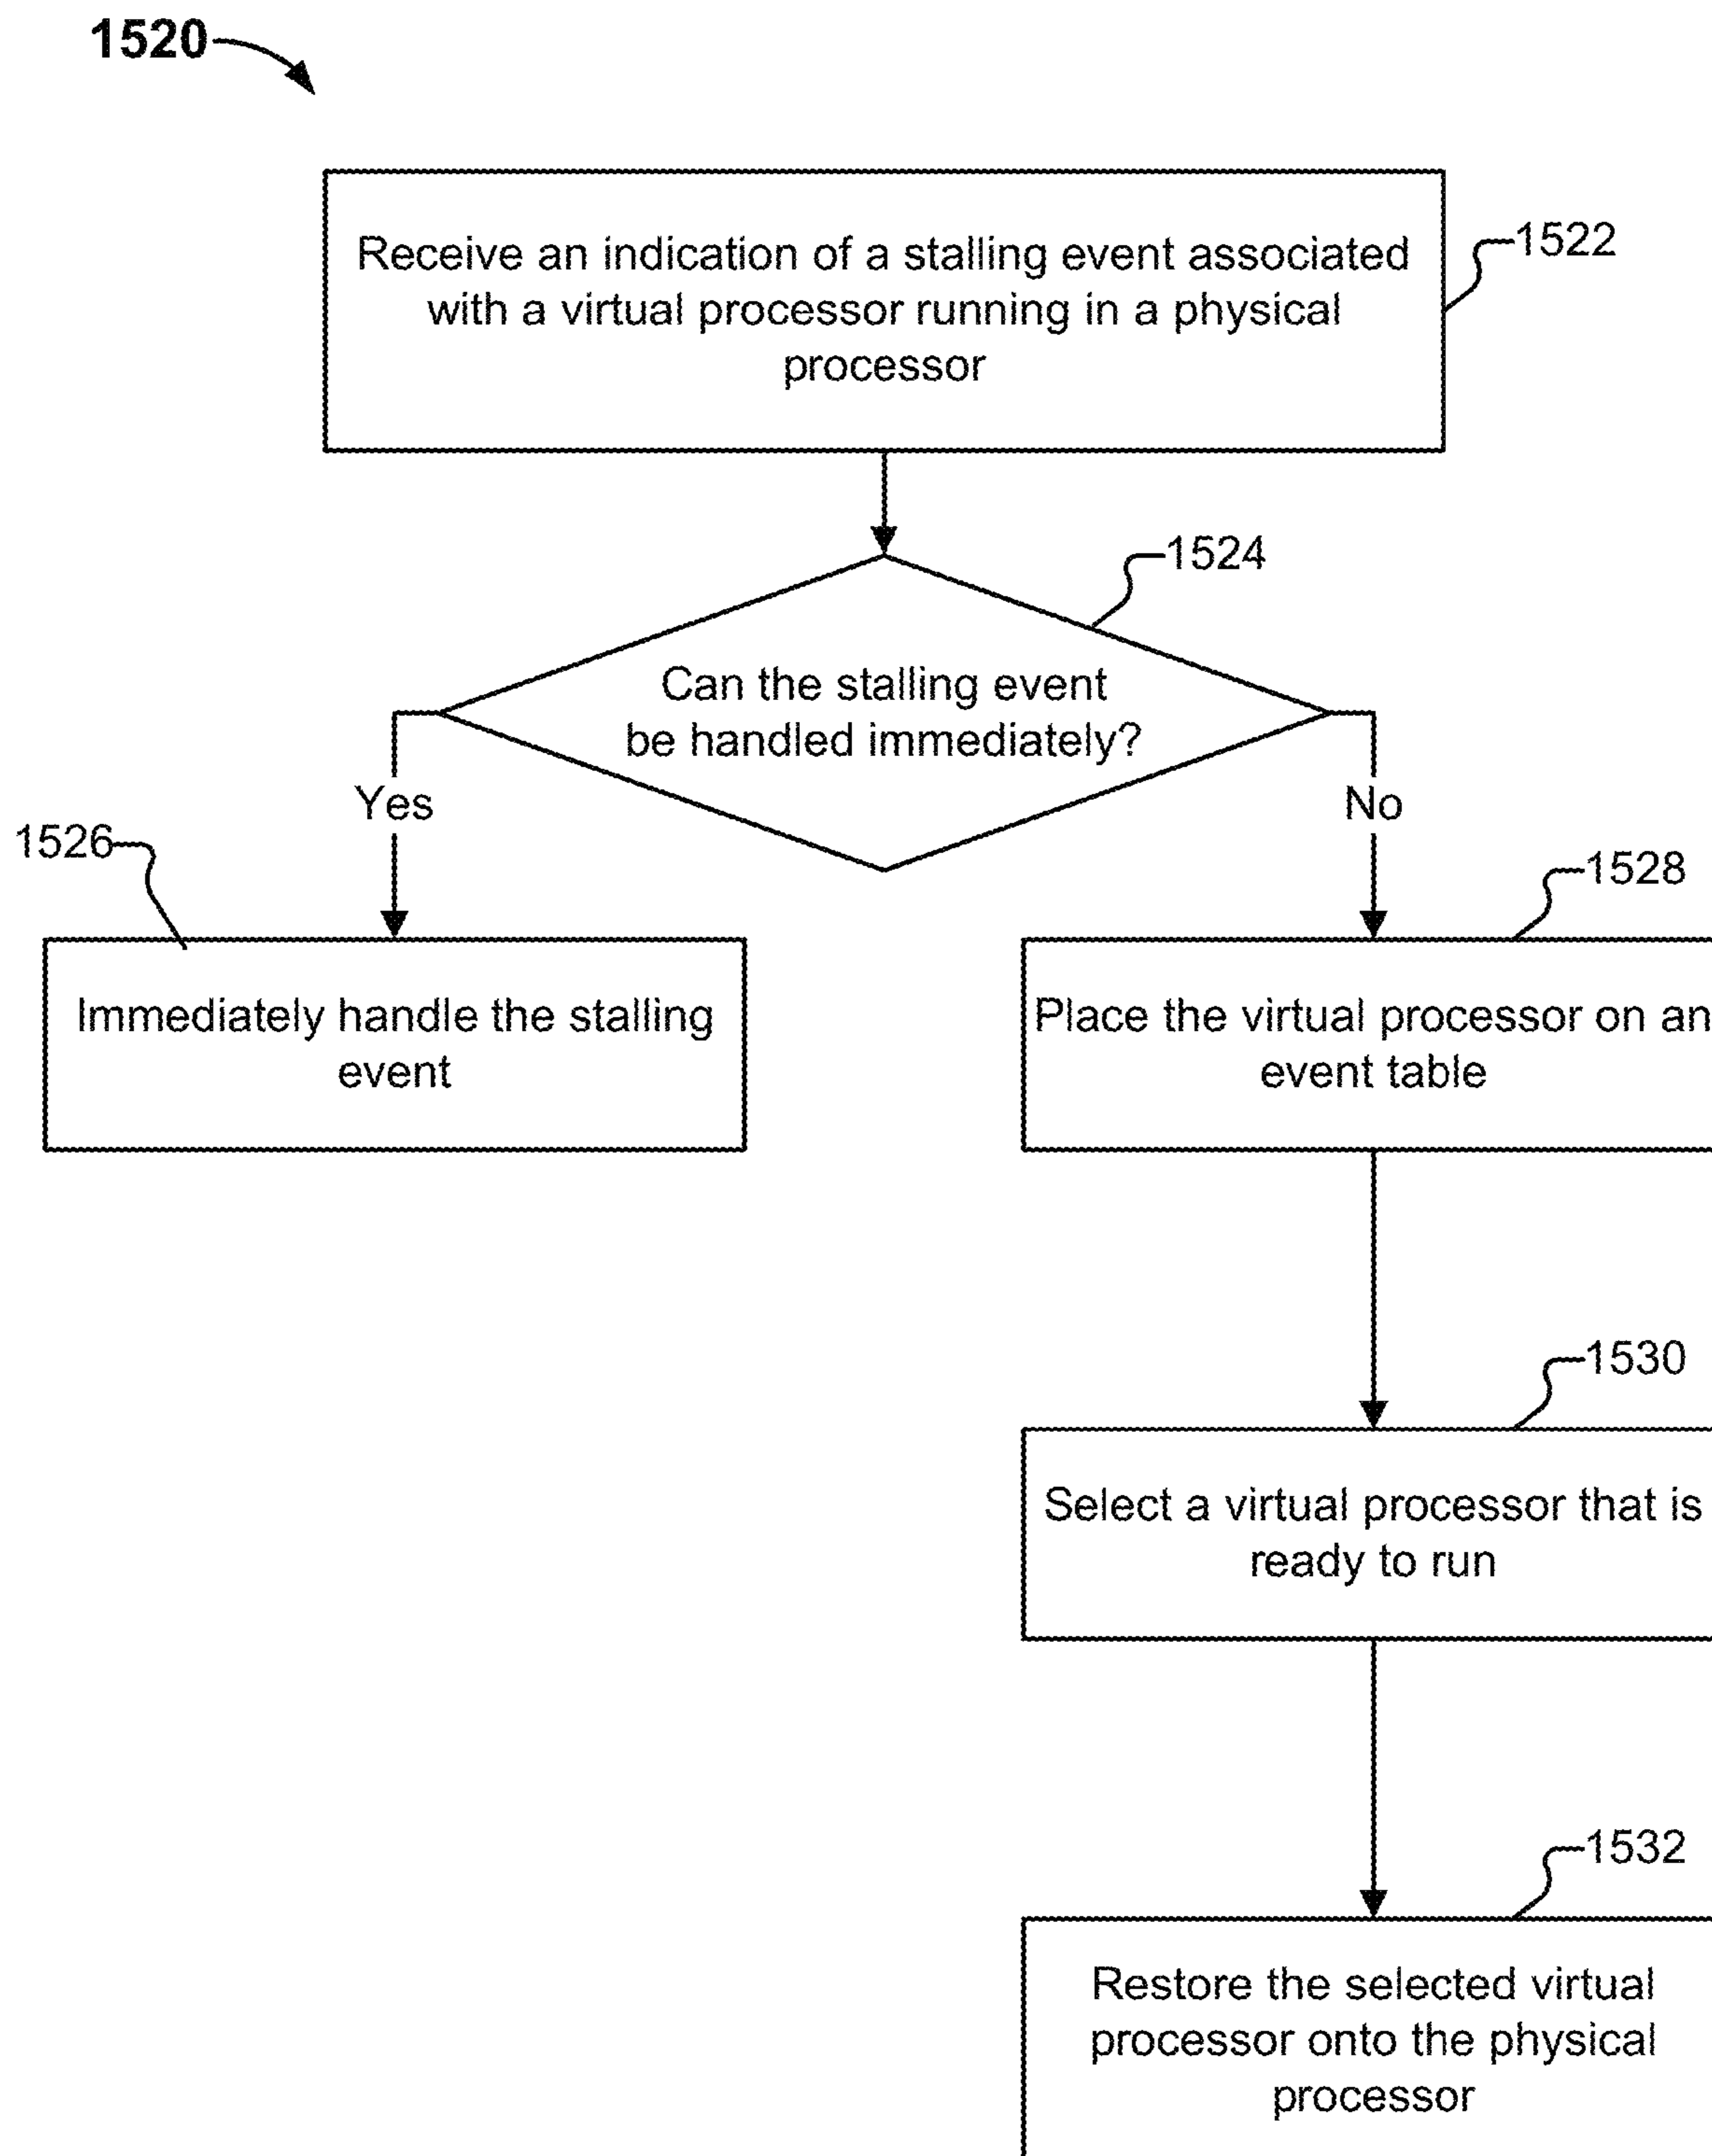 1520
Receive an indication of a stalling event associated
with a virtual processor running in a physical
processor
1522
1524
Can the stalling event
be handled immediately?
Yes
No
1526
1528
Immediately handle the stalling
event
Place the virtual processor on an
event table
1530
Select a virtual processor that is
ready to run
1532
Restore the selected virtual
processor onto the physical
processor